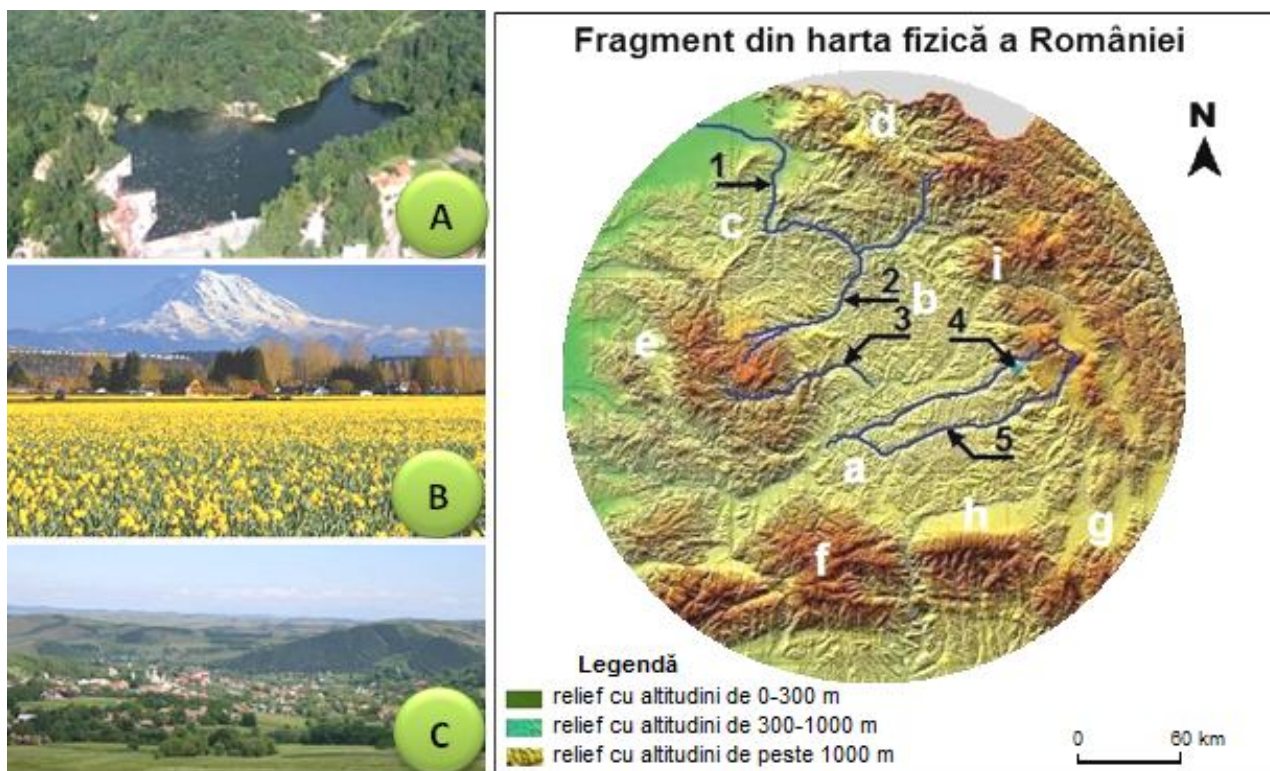 A
B
C
Fragment din harta fizică a României
N
d
1
c
i
2
b
3
4
e
a
5
h
g
f
Legendă
relief cu altitudini de 0-300 m
relief cu altitudini de 300-1000 m
relief cu altitudini de peste 1000 m
0 60 km